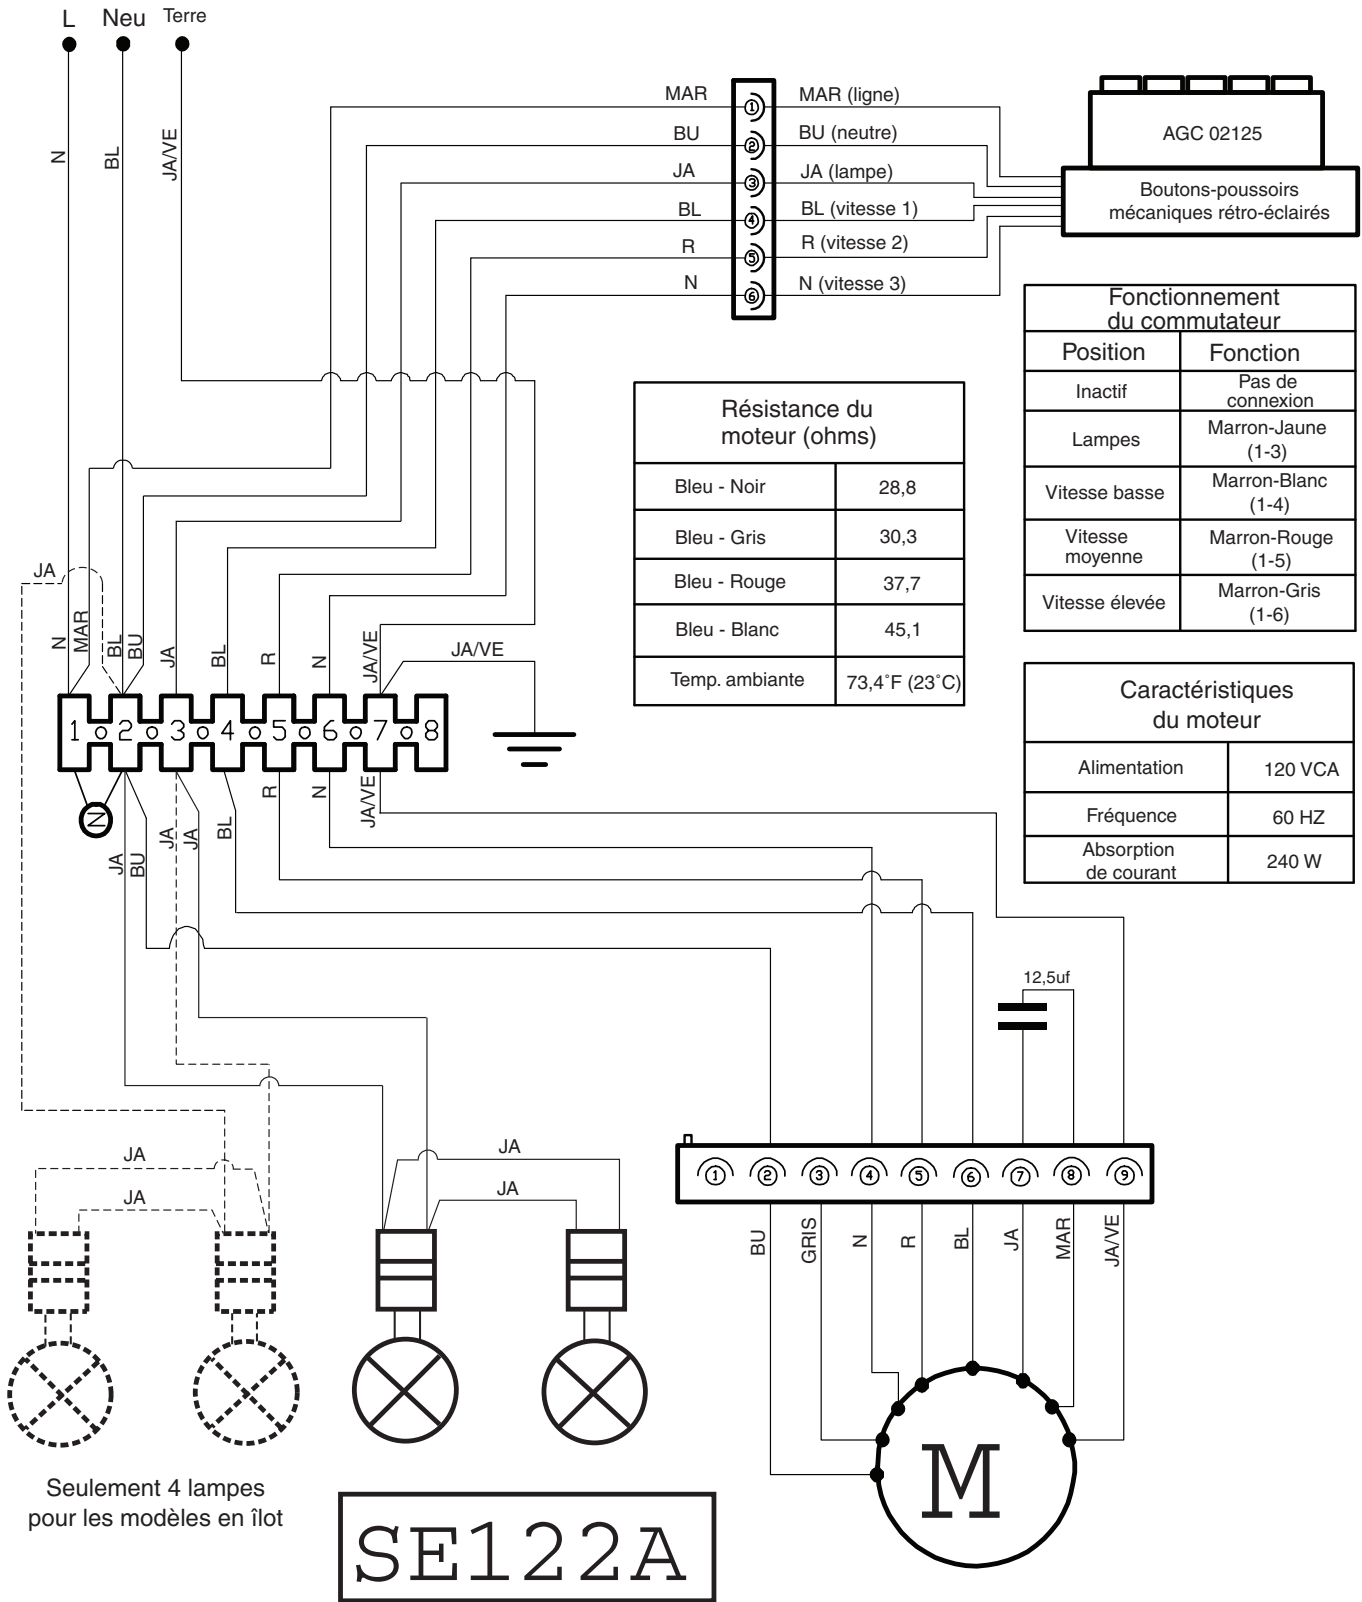 L Neu Terre
N
BL
JA/VE
MAR
BU
JA
BL
R
N
1
2
3
4
5
6
MAR (ligne)
BU (neutre)
JA (lampe)
BL (vitesse 1)
R (vitesse 2)
N (vitesse 3)
AGC 02125
Boutons-poussoirs
mécaniques rétro-éclairés
Fonctionnement
du commutateur
Position Fonction
Inactif Pas de
connexion
Lampes Marron-Jaune
(1-3)
Vitesse basse Marron-Blanc
(1-4)
Vitesse
moyenne Marron-Rouge
(1-5)
Vitesse élevée Marron-Gris
(1-6)
Résistance du
moteur (ohms)
Bleu - Noir 28,8
Bleu - Gris 30,3
Bleu - Rouge 37,7
Bleu - Blanc 45,1
Temp. ambiante 73,4˚F (23˚C)
Caractéristiques
du moteur
Alimentation 120 VCA
Fréquence 60 HZ
Absorption
de courant 240 W
JA
N
MAR
BL
BU
JA
BL
R
N
JA/VE
JA/VE
1 2 3 4 5 6 7 8
N
JA
BU
JA
JA
BL
R
N
JA/VE
12,5uf
JA
JA
JA
JA
1 2 3 4 5 6 7 8 9
BU
GRIS
N
R
BL
JA
MAR
JA/VE
M
Seulement 4 lampes
pour les modèles en îlot
SE122A